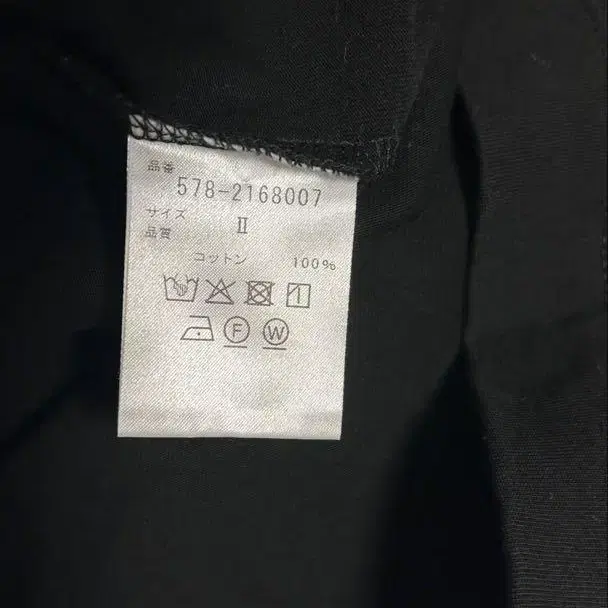 品番
578-2168007
サイズ II
品質
コットン 100%
F W